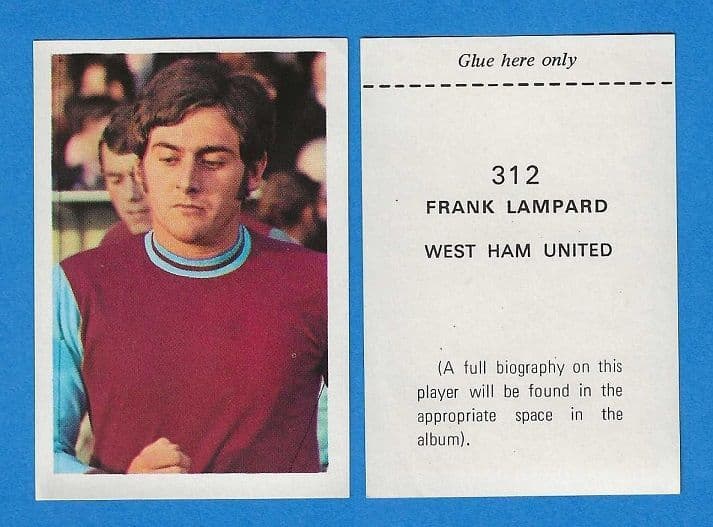 Glue here only
312
FRANK LAMPARD
WEST HAM UNITED
(A full biography on this
player will be found in the
appropriate space in the
album).